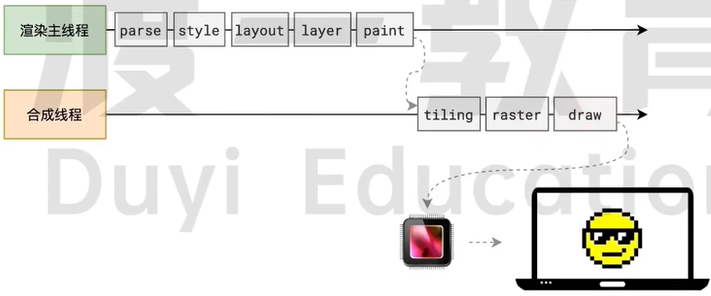 渲染主线程
parse style layout layer paint
合成线程
tiling raster draw
渡一教育
Duyi Education